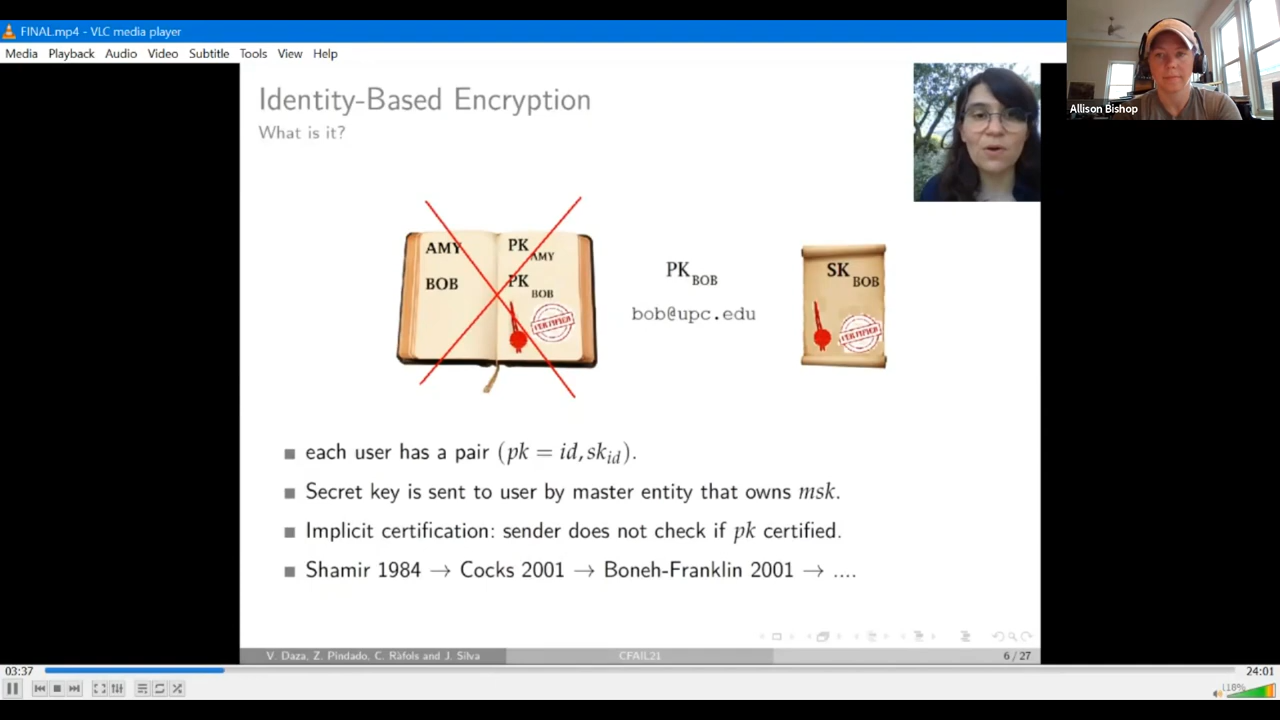 FINAL.mp4 - VLC media player
Media Playback Audio Video Subtitle Tools View Help
Allison Bishop
Identity-Based Encryption
What is it?
AMY PK AMY
BOB PK BOB
CERTIFIED
PK BOB
bob@upc.edu
SK BOB
CERTIFIED
each user has a pair (pk = id, sk_id).
Secret key is sent to user by master entity that owns msk.
Implicit certification: sender does not check if pk certified.
Shamir 1984 → Cocks 2001 → Boneh-Franklin 2001 → ....
V. Daza, Z. Pindado, C. Ràfols and J. Silva CFAIL21 6 / 27
03:37 24:01
118%